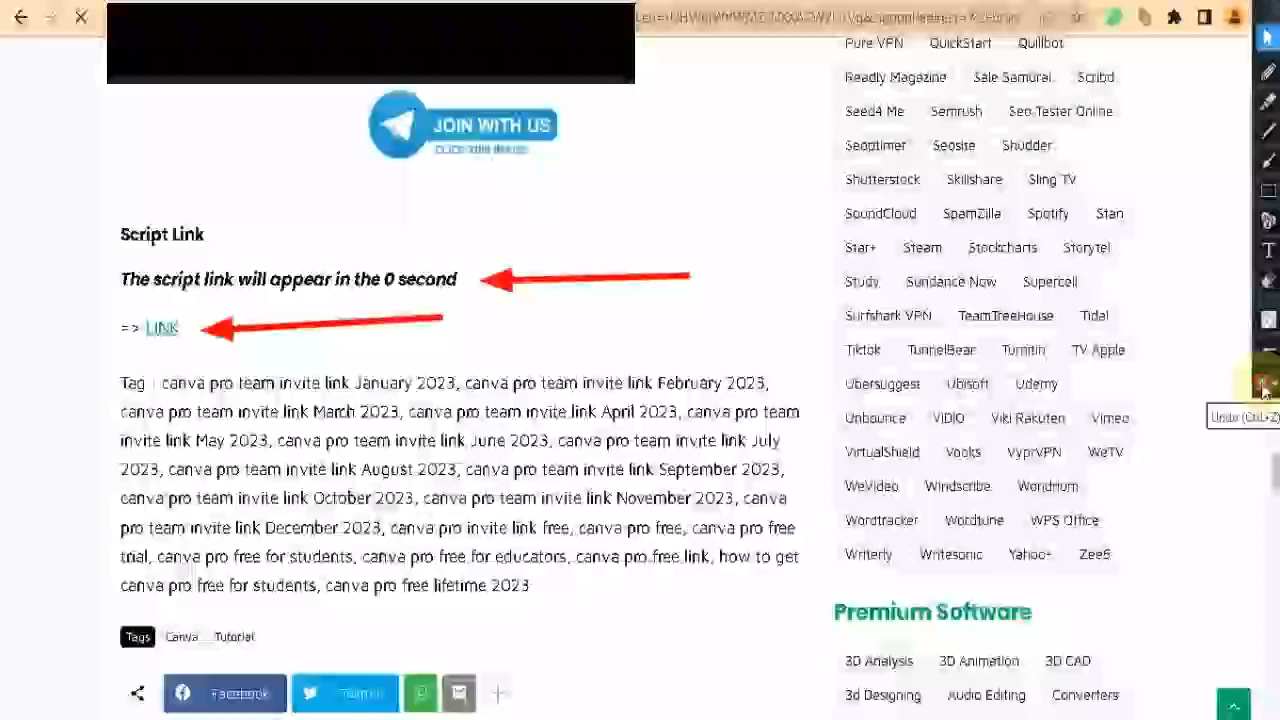 JOIN WITH US
Script Link
The script link will appear in the 0 second
=> LINK
Tag : canva pro team invite link January 2023, canva pro team invite link February 2023,
canva pro team invite link March 2023, canva pro team invite link April 2023, canva pro team
invite link May 2023, canva pro team invite link June 2023, canva pro team invite link July
2023, canva pro team invite link August 2023, canva pro team invite link September 2023,
canva pro team invite link October 2023, canva pro team invite link November 2023, canva
pro team invite link December 2023, canva pro invite link free, canva pro free, canva pro free
trial, canva pro free for students, canva pro free for educators, canva pro free link, how to get
canva pro free for students, canva pro free lifetime 2023
Tags Canva Tutorial
Facebook Twitter
Pure VPN QuickStart Quillbot
Readly Magazine Sale Samurai Scribd
Seed4 Me Semrush Seo Tester Online
Seoptimer Seosite Shudder
Shutterstock Skillshare Sling TV
SoundCloud SpamZilla Spotify Stan
Star+ Steam Stockcharts Storytel
Study Sundance Now Supercell
Surfshark VPN TeamTreeHouse Tidal
Tiktok TunnelBear Turnitin TV Apple
Ubersuggest Ubisoft Udemy
Unbounce VIDIO Viki Rakuten Vimeo
VirtualShield Vooks VyprVPN WeTV
WeVideo Windscribe Wondrium
Wordtracker Wordtune WPS Office
Writerly Writesonic Yahoo+ Zee5
Premium Software
3D Analysis 3D Animation 3D CAD
3d Designing Audio Editing Converters
Undo (Ctrl+Z)